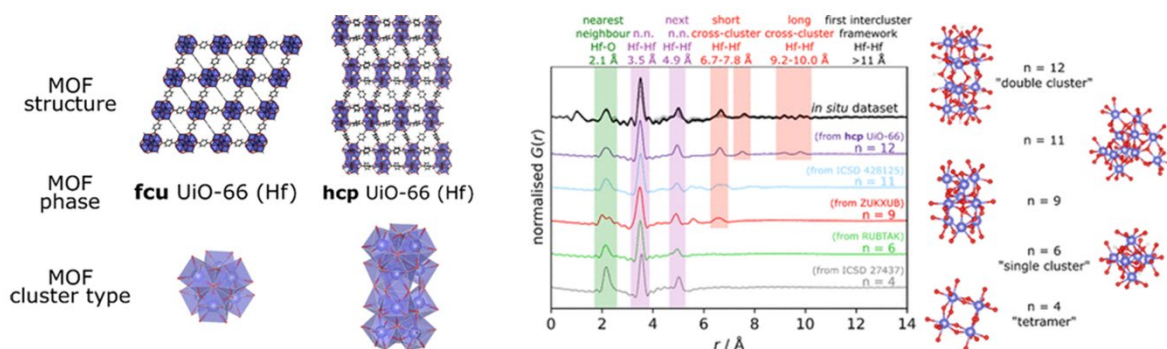 MOF
structure
MOF
phase
fcu UiO-66 (Hf)
hcp UiO-66 (Hf)
MOF
cluster type
nearest
neighbour
Hf-O
2.1 Å
n.n.
Hf-Hf
3.5 Å
next
n.n.
Hf-Hf
4.9 Å
short
cross-cluster
Hf-Hf
6.7-7.8 Å
long
cross-cluster
Hf-Hf
9.2-10.0 Å
first intercluster
framework
Hf-Hf
>11 Å
normalised G(r)
in situ dataset
(from hcp UiO-66)
n = 12
(from ICSD 428125)
n = 11
(from ZUKXUB)
n = 9
(from RUBTAK)
n = 6
(from ICSD 27437)
n = 4
0 2 4 6 8 10 12 14
r / Å
n = 12
"double cluster"
n = 11
n = 9
n = 6
"single cluster"
n = 4
"tetramer"